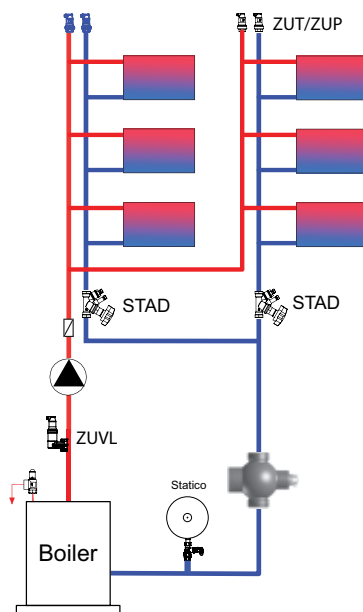 ZUT/ZUP
STAD
STAD
ZUVL
Statico
Boiler